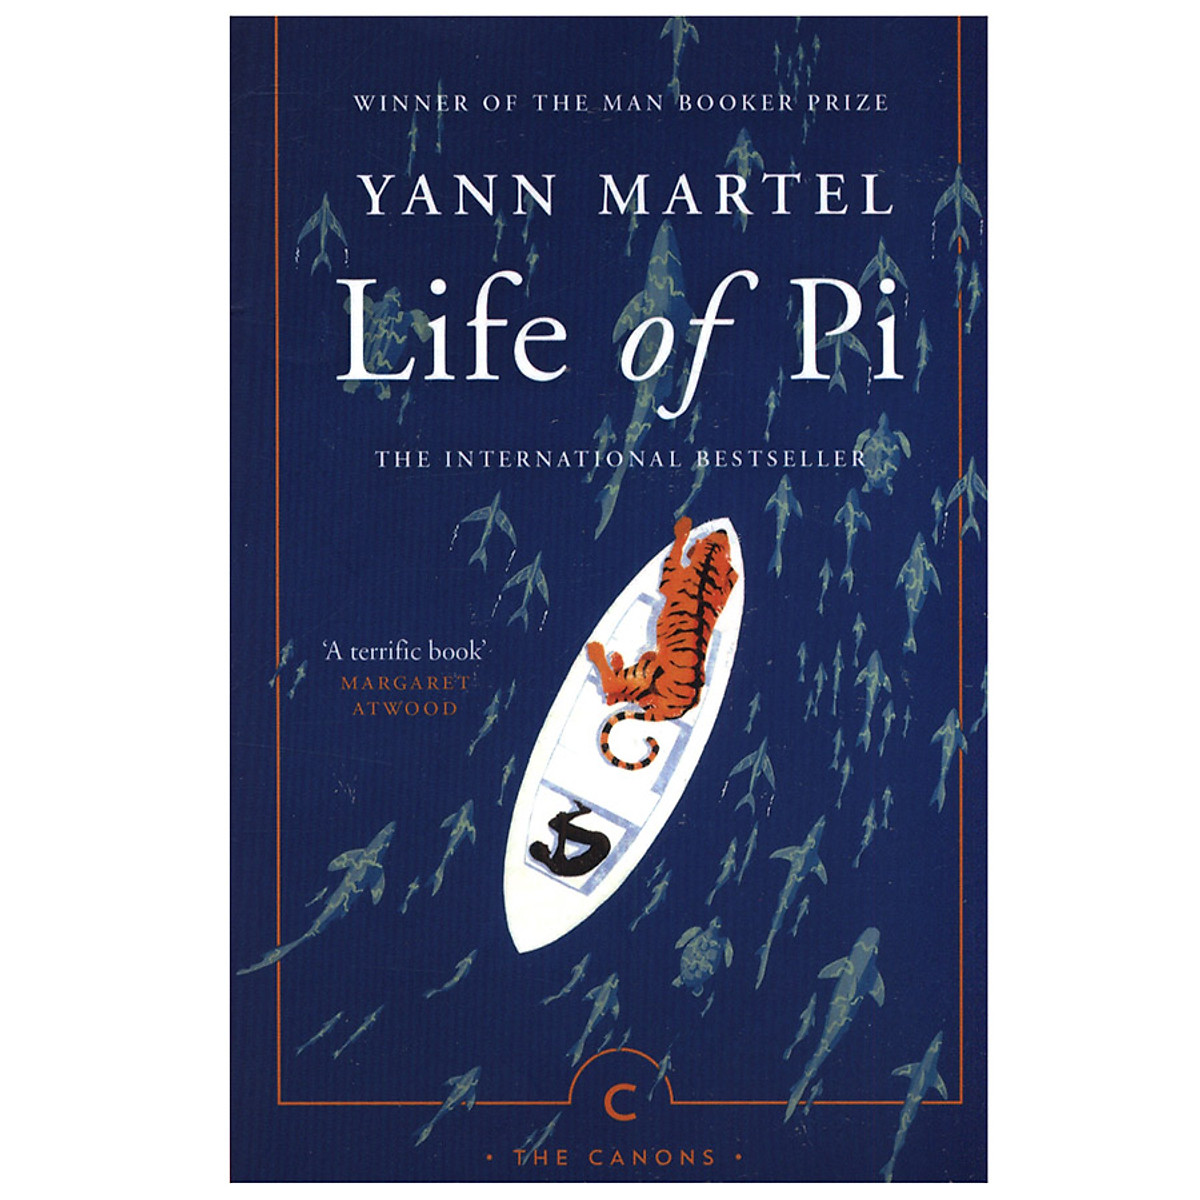 WINNER OF THE MAN BOOKER PRIZE
YANN MARTEL
Life of Pi
THE INTERNATIONAL BESTSELLER
‘A terrific book’
MARGARET
ATWOOD
C
• THE CANONS •